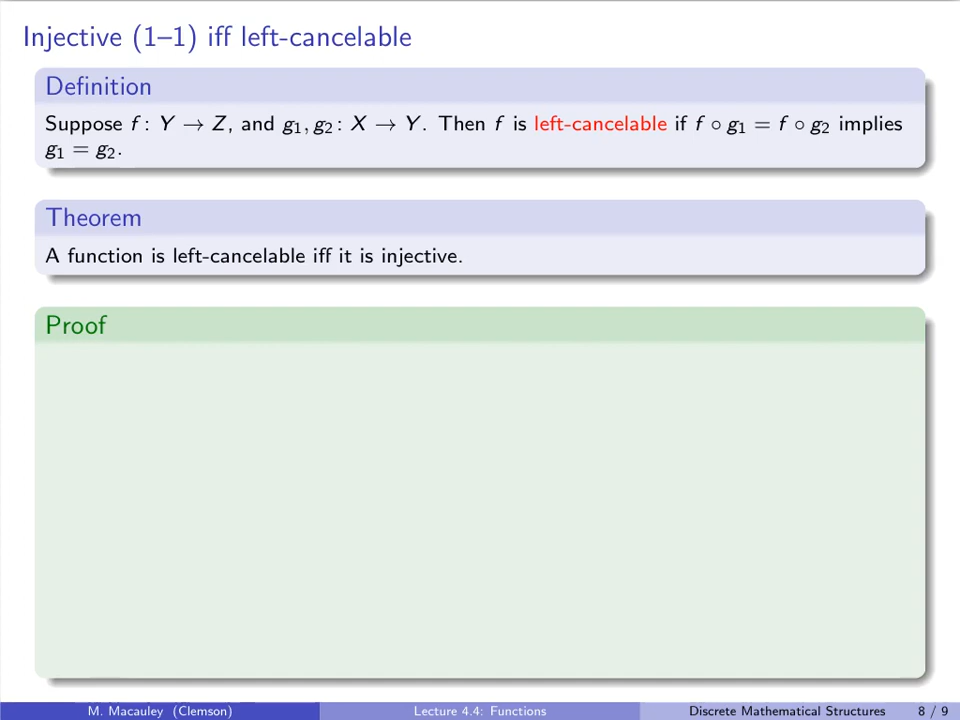 Injective (1–1) iff left-cancelable
Definition
Suppose f : Y → Z, and g₁, g₂ : X → Y. Then f is left-cancelable if f ∘ g₁ = f ∘ g₂ implies
g₁ = g₂.
Theorem
A function is left-cancelable iff it is injective.
Proof
M. Macauley (Clemson) Lecture 4.4: Functions Discrete Mathematical Structures 8 / 9